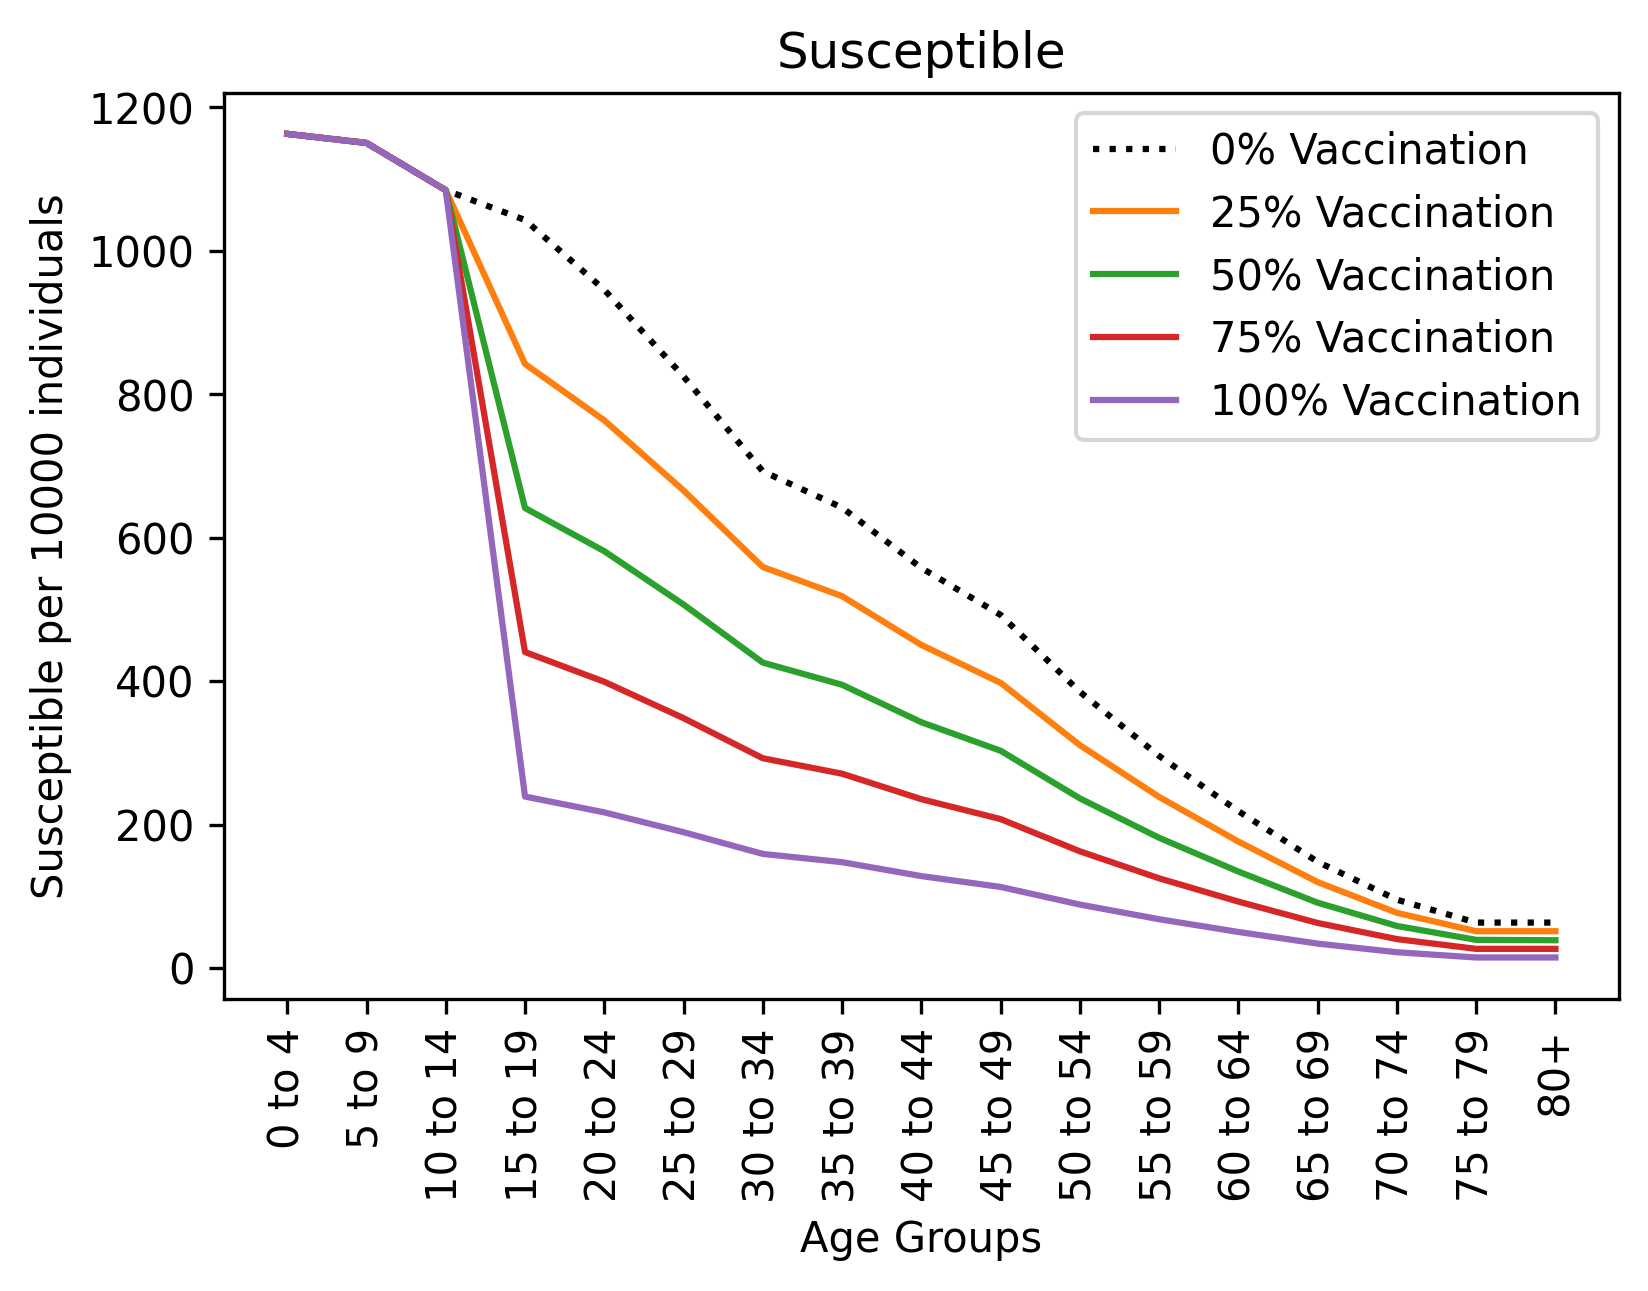 Susceptible
1200
1000
800
600
400
200
0
Susceptible per 10000 individuals
0% Vaccination
25% Vaccination
50% Vaccination
75% Vaccination
100% Vaccination
0 to 4
5 to 9
10 to 14
15 to 19
20 to 24
25 to 29
30 to 34
35 to 39
40 to 44
45 to 49
50 to 54
55 to 59
60 to 64
65 to 69
70 to 74
75 to 79
80+
Age Groups